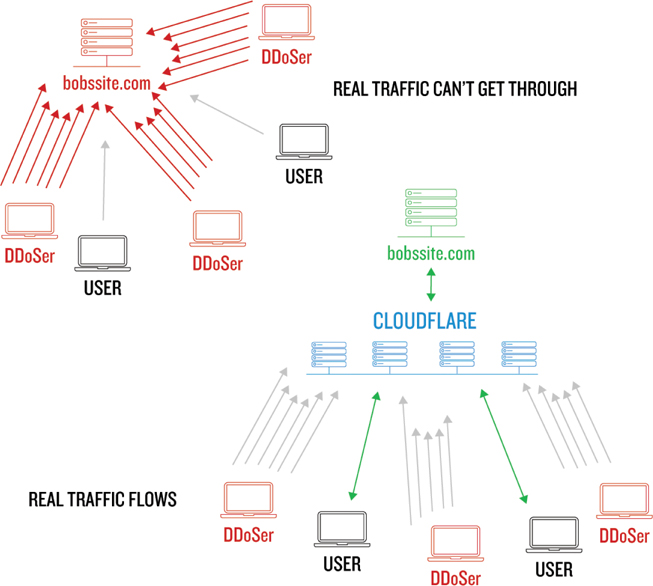 DDoSer
bobssite.com
REAL TRAFFIC CAN'T GET THROUGH
USER
DDoSer
DDoSer
USER
bobssite.com
CLOUDFLARE
REAL TRAFFIC FLOWS
DDoSer
USER
DDoSer
USER
DDoSer